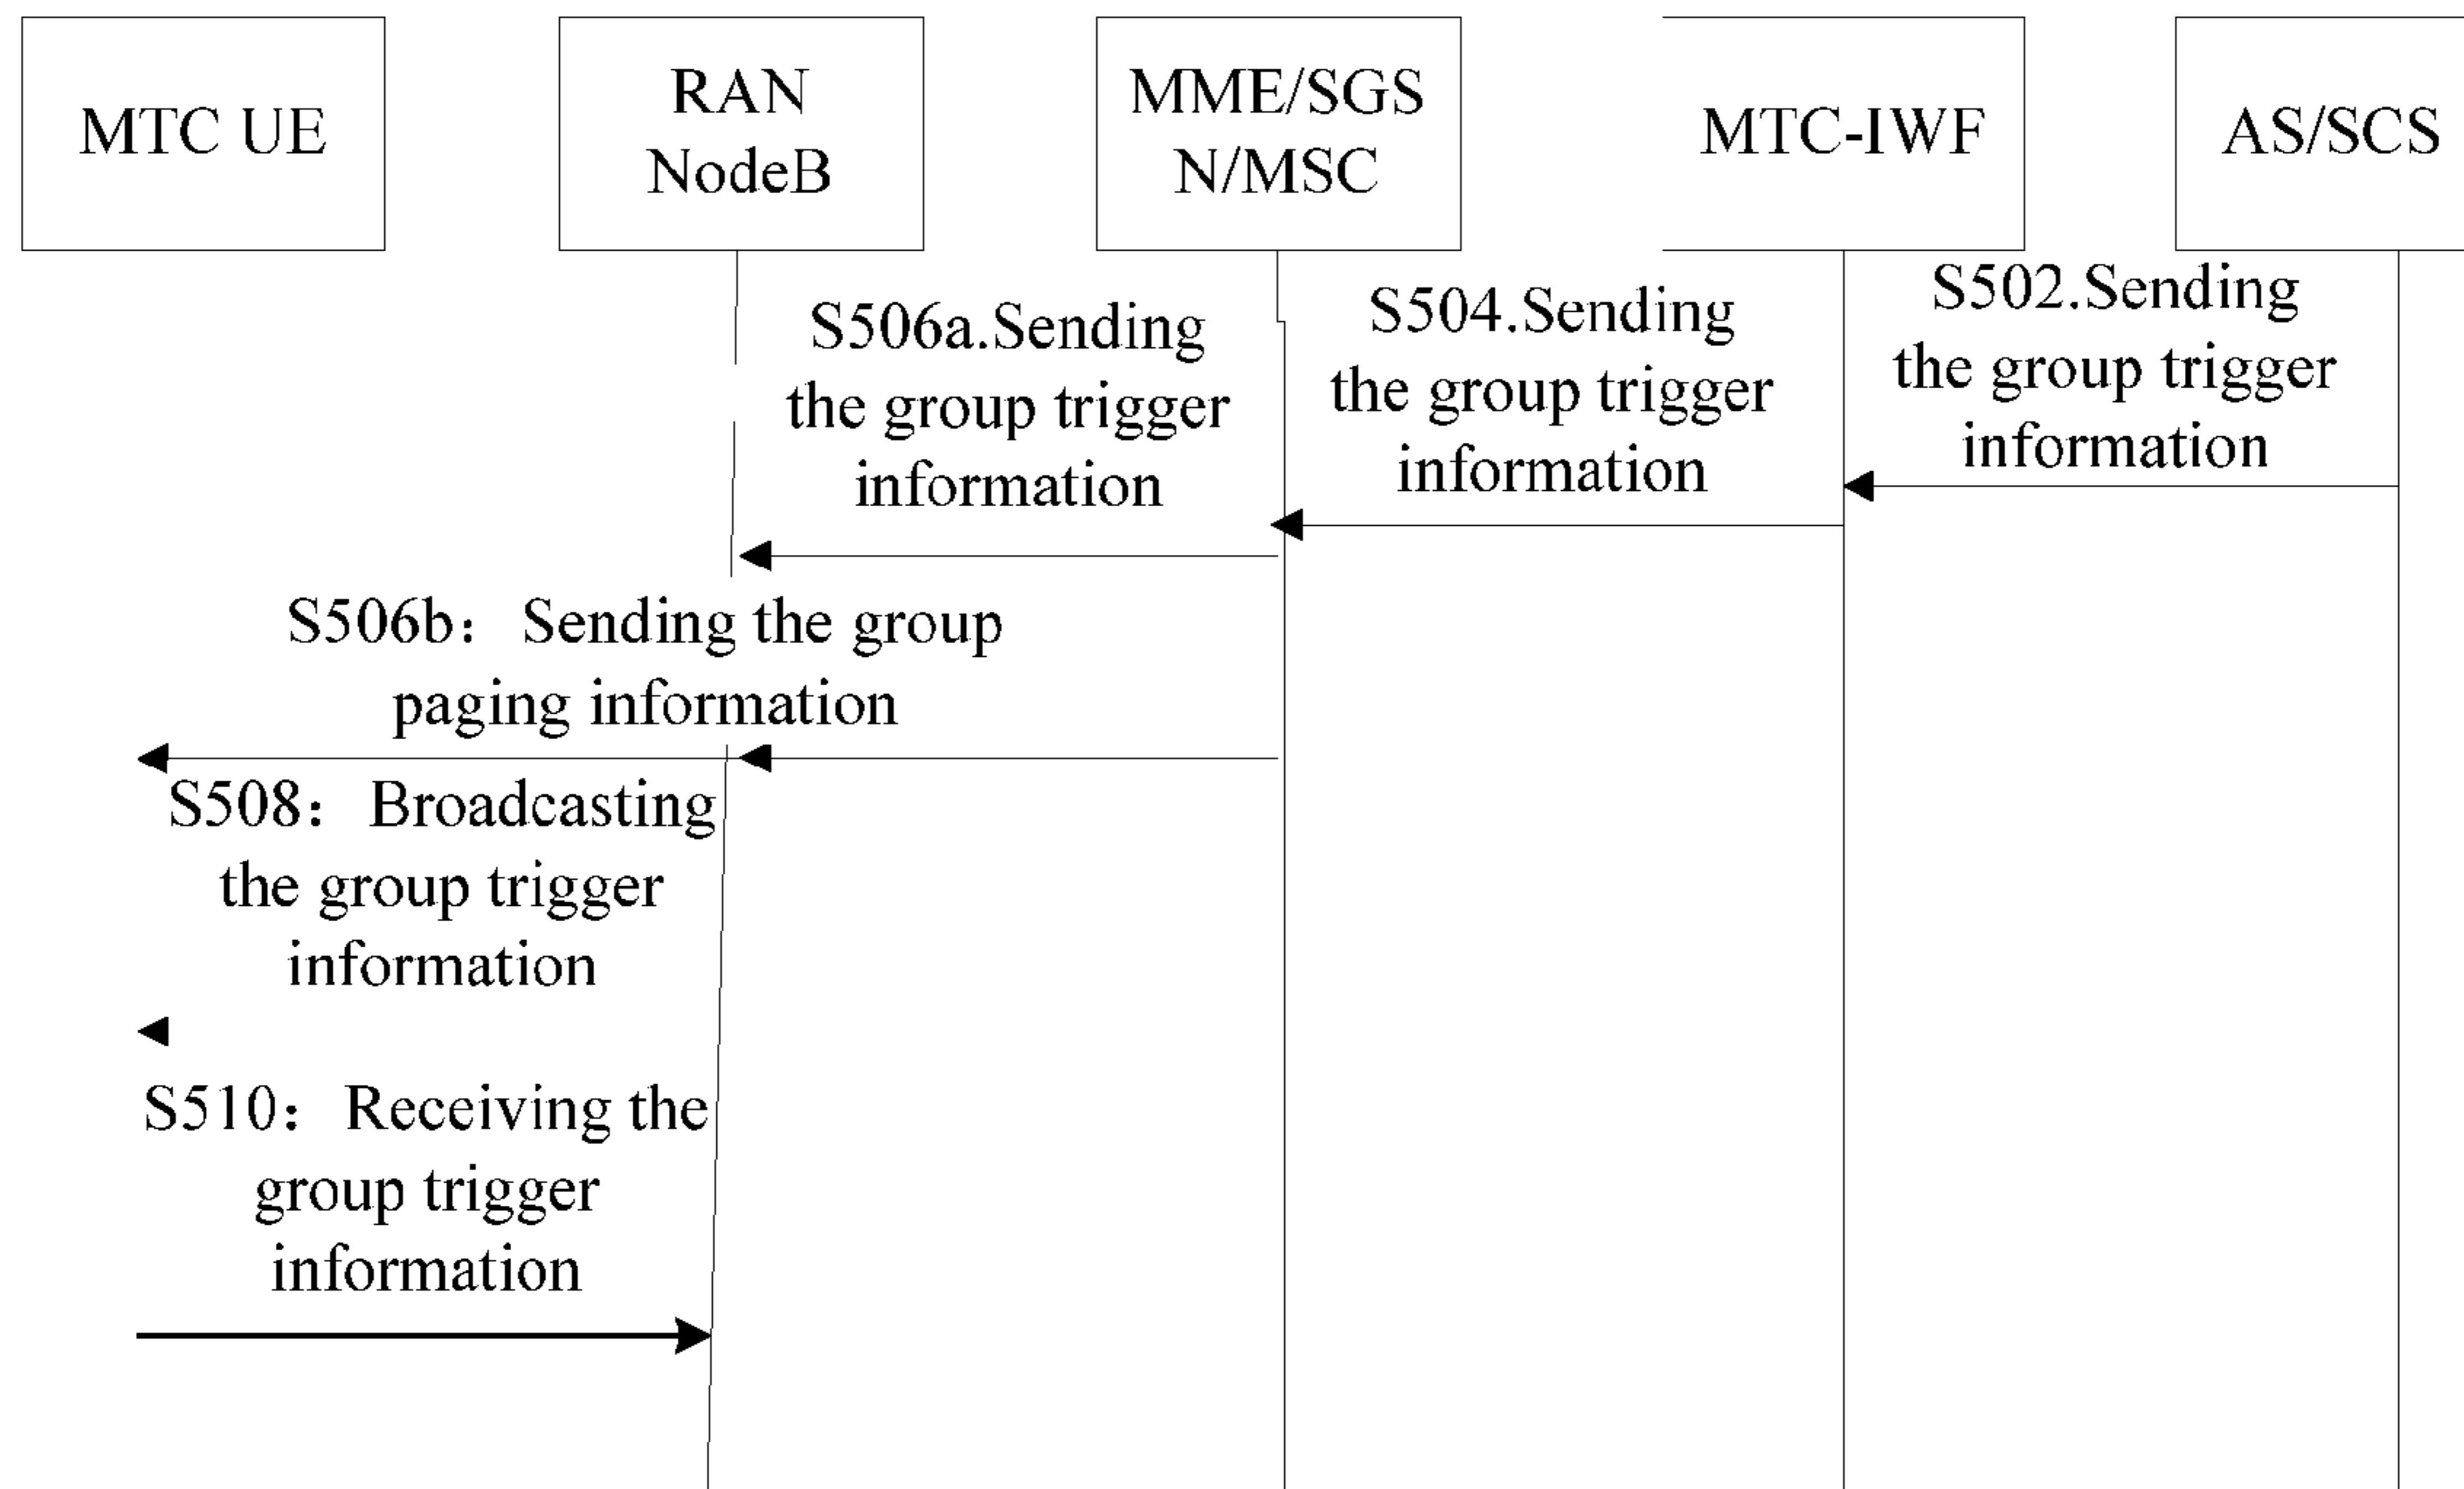 MTC UE
RAN
NodeB
MME/SGS
N/MSC
MTC-IWF
AS/SCS
S502.Sending
the group trigger
information
S504.Sending
the group trigger
information
S506a.Sending
the group trigger
information
S506b： Sending the group
paging information
S508： Broadcasting
the group trigger
information
S510： Receiving the
group trigger
information